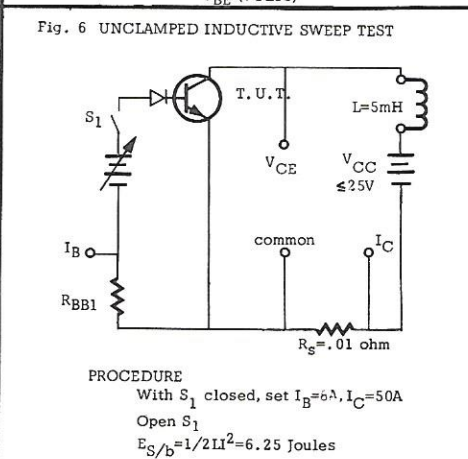 Fig. 6 UNCLAMPED INDUCTIVE SWEEP TEST
T.U.T.
S1
L=5mH
VCE
VCC
≤25V
IB
common
IC
RBB1
Rs=.01 ohm
PROCEDURE
With S1 closed, set IB=6A, IC=50A
Open S1
ES/b=1/2LI²=6.25 Joules